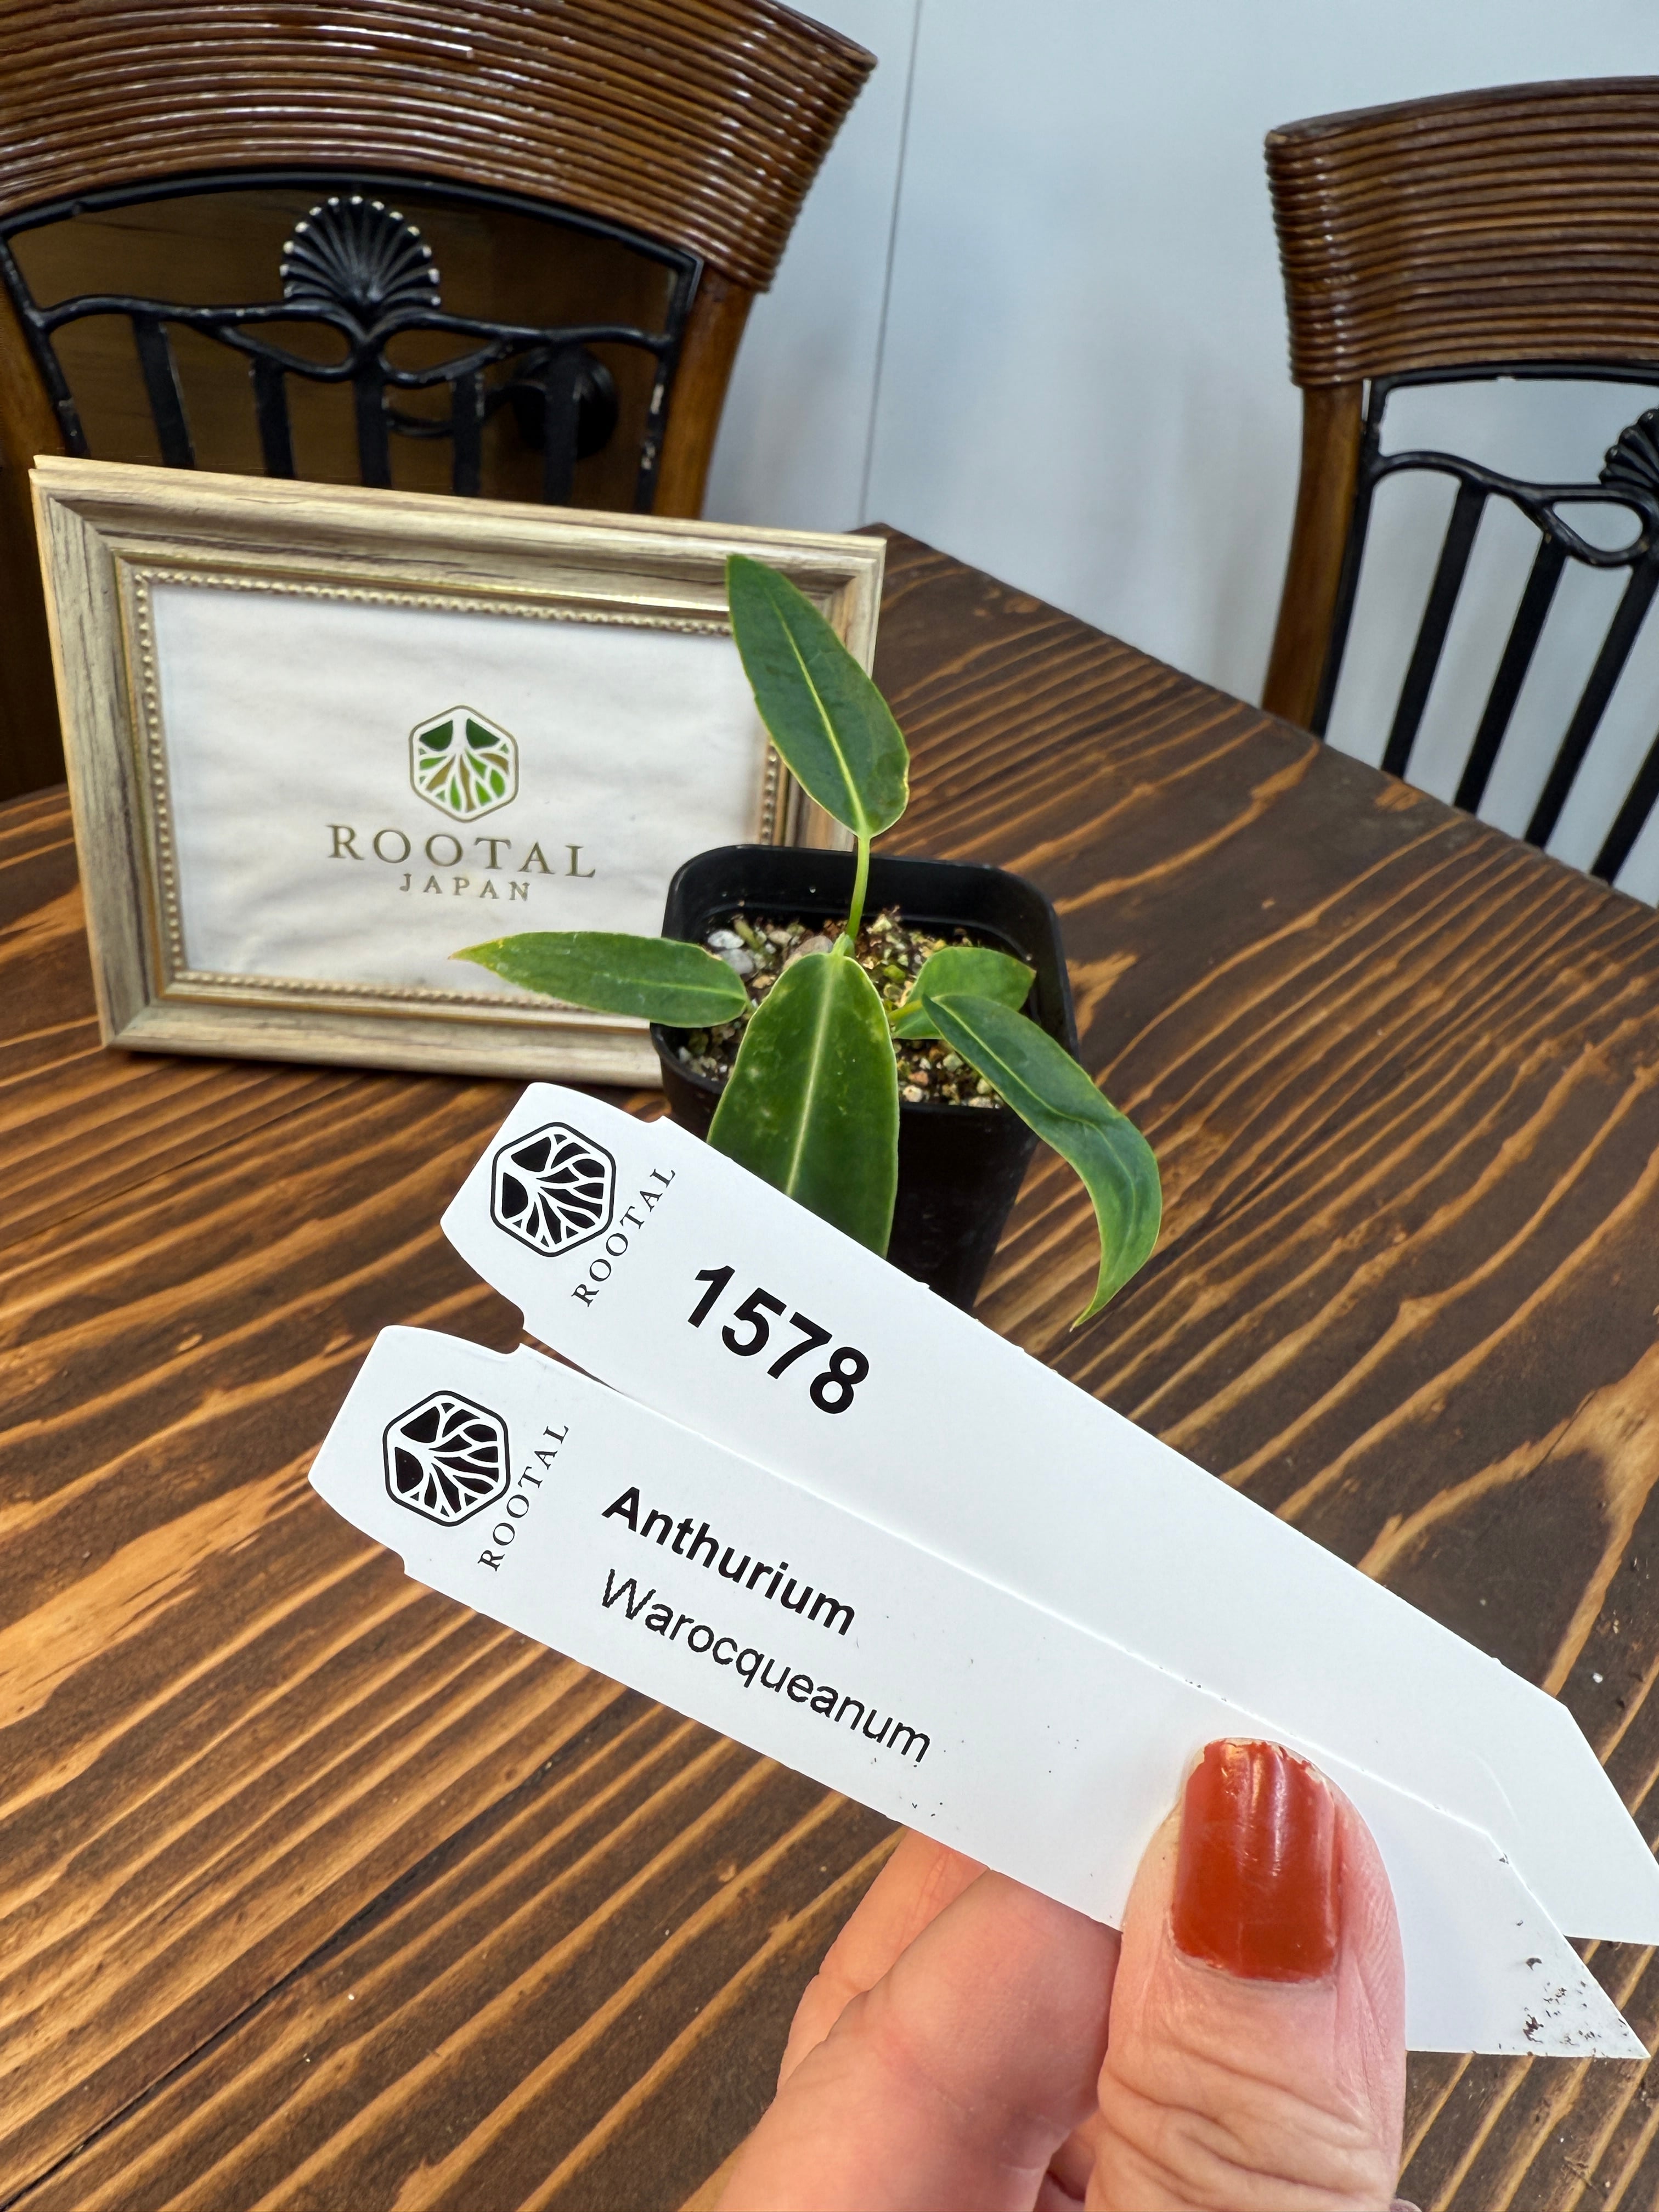 ROOTAL
JAPAN
ROOTAL
1578
ROOTAL
Anthurium
Warocqueanum